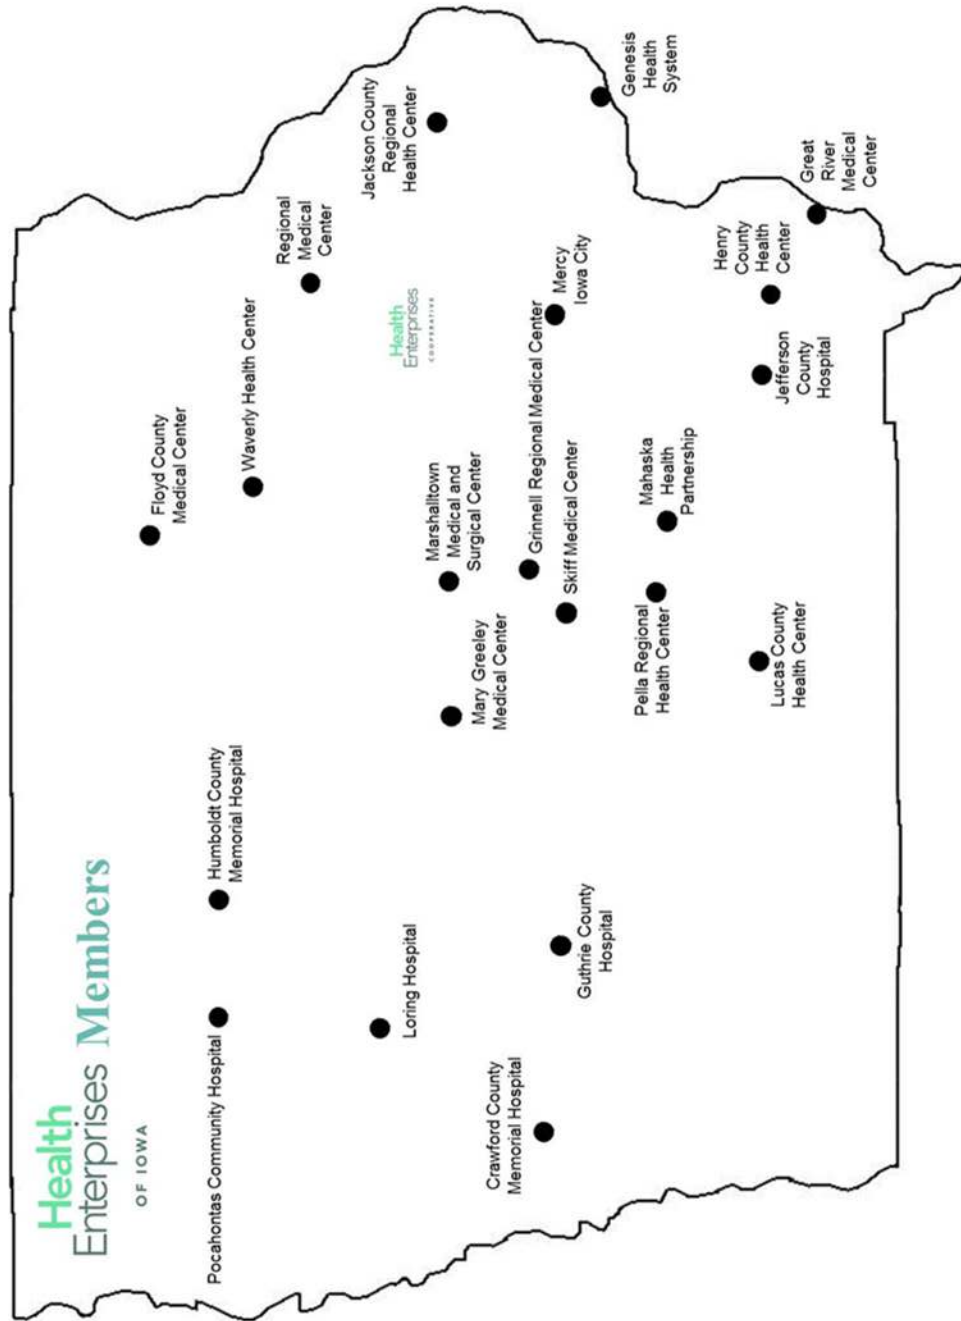 Health
Enterprises Members
OF IOWA
Pocahontas Community Hospital
Humboldt County
Memorial Hospital
Floyd County
Medical Center
Waverly Health Center
Regional
Medical
Center
Jackson County
Regional
Health Center
Health
Enterprises
COOPERATIVE
Loring Hospital
Mary Greeley
Medical Center
Marshalltown
Medical and
Surgical Center
Grinnell Regional Medical Center
Skiff Medical Center
Mercy
Iowa City
Genesis
Health
System
Crawford County
Memorial Hospital
Guthrie County
Hospital
Pella Regional
Health Center
Mahaska
Health
Partnership
Lucas County
Health Center
Jefferson
County
Hospital
Henry
County
Health
Center
Great
River
Medical
Center